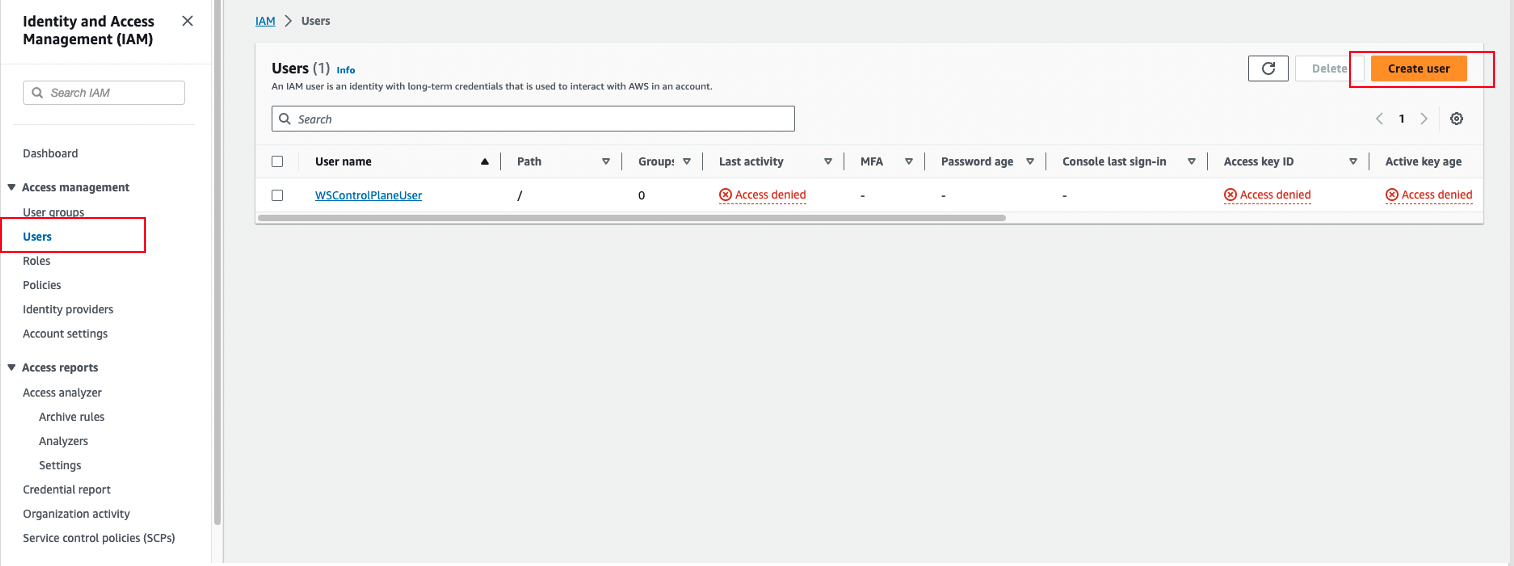 Identity and Access
Management (IAM)
Search IAM
Dashboard
Access management
User groups
Users
Roles
Policies
Identity providers
Account settings
Access reports
Access analyzer
Archive rules
Analyzers
Settings
Credential report
Organization activity
Service control policies (SCPs)
IAM > Users
Users (1) Info
An IAM user is an identity with long-term credentials that is used to interact with AWS in an account.
Delete Create user
Search
1
User name Path Groups Last activity MFA Password age Console last sign-in Access key ID Active key age
WSControlPlaneUser / 0 Access denied - - - Access denied Access denied